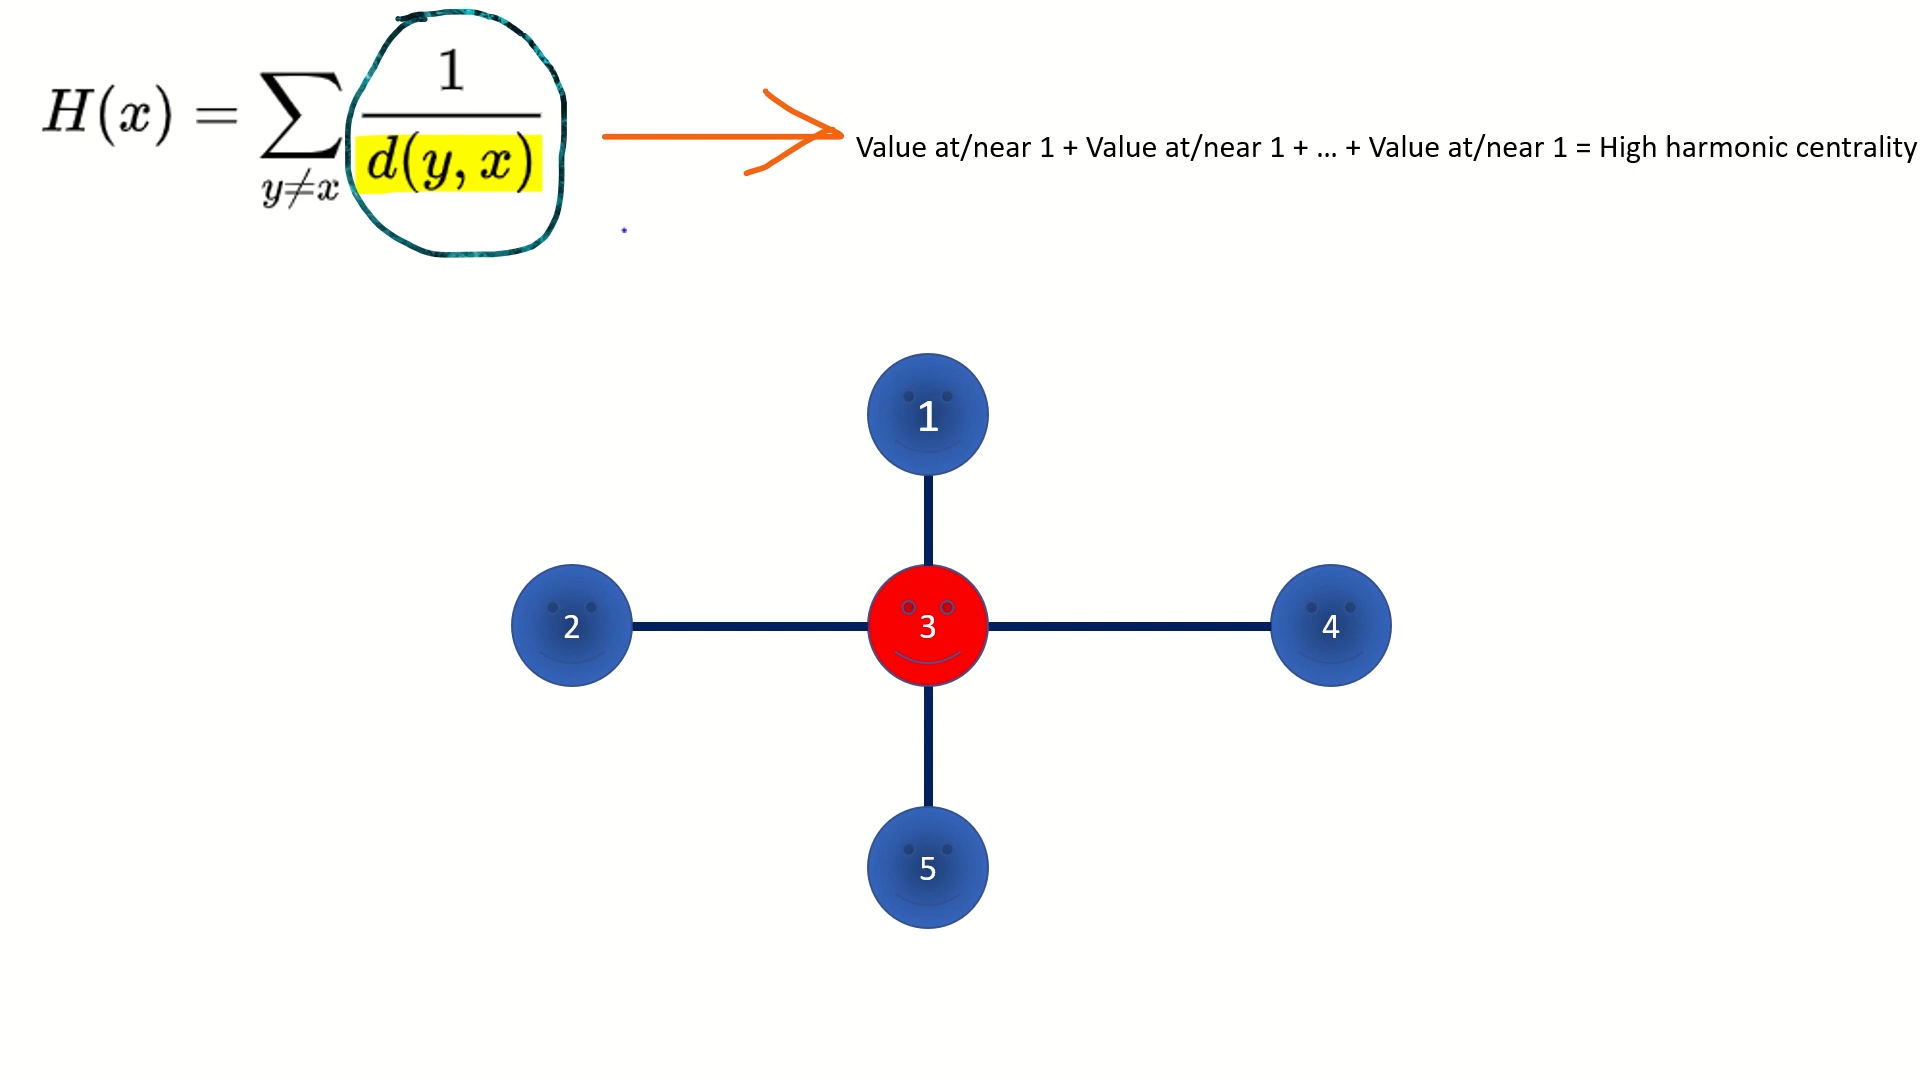 H(x) = ∑_{y≠x} 1/d(y, x)
Value at/near 1 + Value at/near 1 + ... + Value at/near 1 = High harmonic centrality
1
2 3 4
5